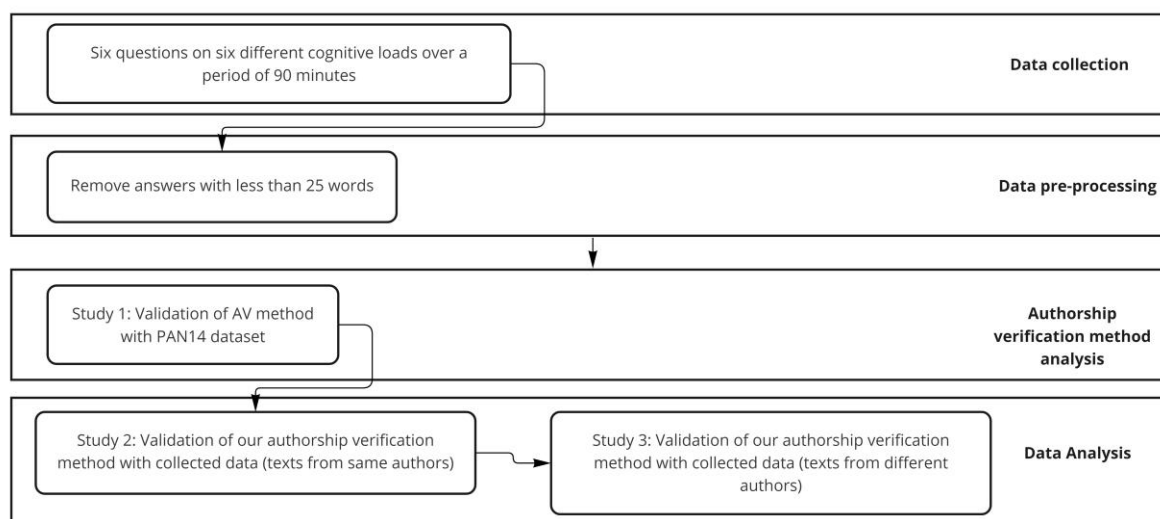 Six questions on six different cognitive loads over a
period of 90 minutes
Data collection
Remove answers with less than 25 words
Data pre-processing
Study 1: Validation of AV method
with PAN14 dataset
Authorship
verification method
analysis
Study 2: Validation of our authorship verification
method with collected data (texts from same authors)
Study 3: Validation of our authorship verification
method with collected data (texts from different
authors)
Data Analysis